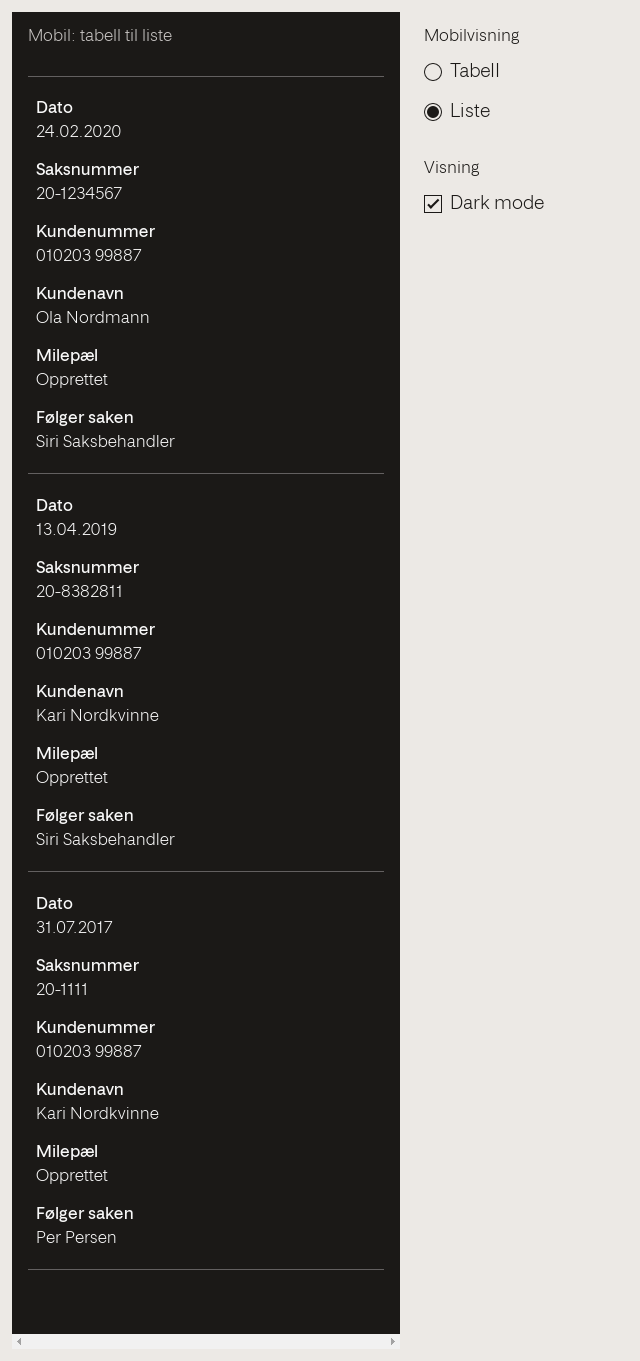 Mobil: tabell til liste
Dato
24.02.2020
Saksnummer
20-1234567
Kundenummer
010203 99887
Kundenavn
Ola Nordmann
Milepæl
Opprettet
Følger saken
Siri Saksbehandler
Dato
13.04.2019
Saksnummer
20-8382811
Kundenummer
010203 99887
Kundenavn
Kari Nordkvinne
Milepæl
Opprettet
Følger saken
Siri Saksbehandler
Dato
31.07.2017
Saksnummer
20-1111
Kundenummer
010203 99887
Kundenavn
Kari Nordkvinne
Milepæl
Opprettet
Følger saken
Per Persen
Mobilvisning
Tabell
Liste
Visning
Dark mode